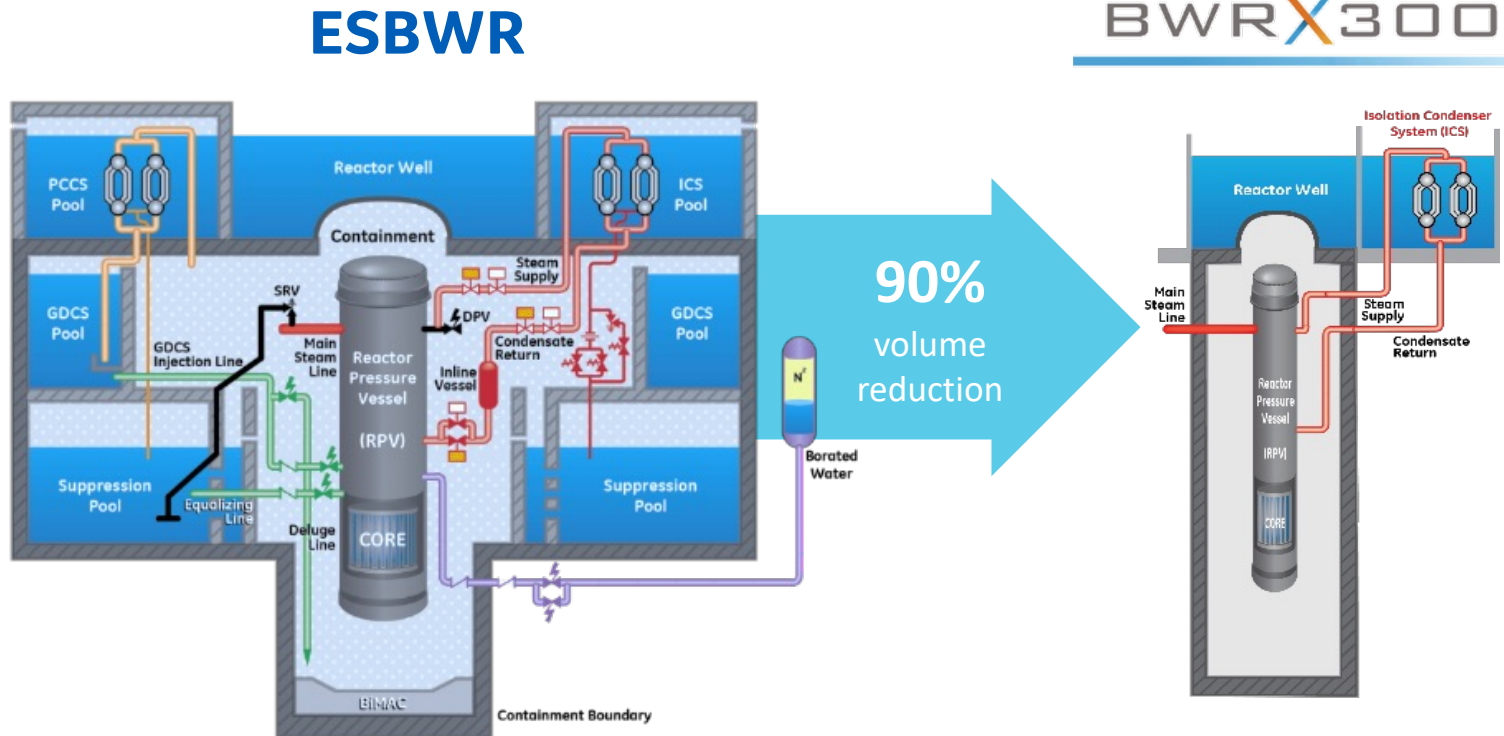 ESBWR
BWRX300
PCCS
Pool
Reactor Well
ICS
Pool
Containment
Steam
Supply
SRV
DPV
GDCS
Pool
GDCS
Injection Line
Main
Steam
Line
Reactor
Pressure
Vessel
(RPV)
Condensate
Return
Inline
Vessel
GDCS
Pool
Suppression
Pool
Equalizing
Line
Deluge
Line
CORE
Suppression
Pool
BiMAC
Containment Boundary
N²
Borated
Water
90%
volume
reduction
Isolation Condenser
System (ICS)
Reactor Well
Main
Steam
Line
Steam
Supply
Condensate
Return
Reactor
Pressure
Vessel
(RPV)
CORE